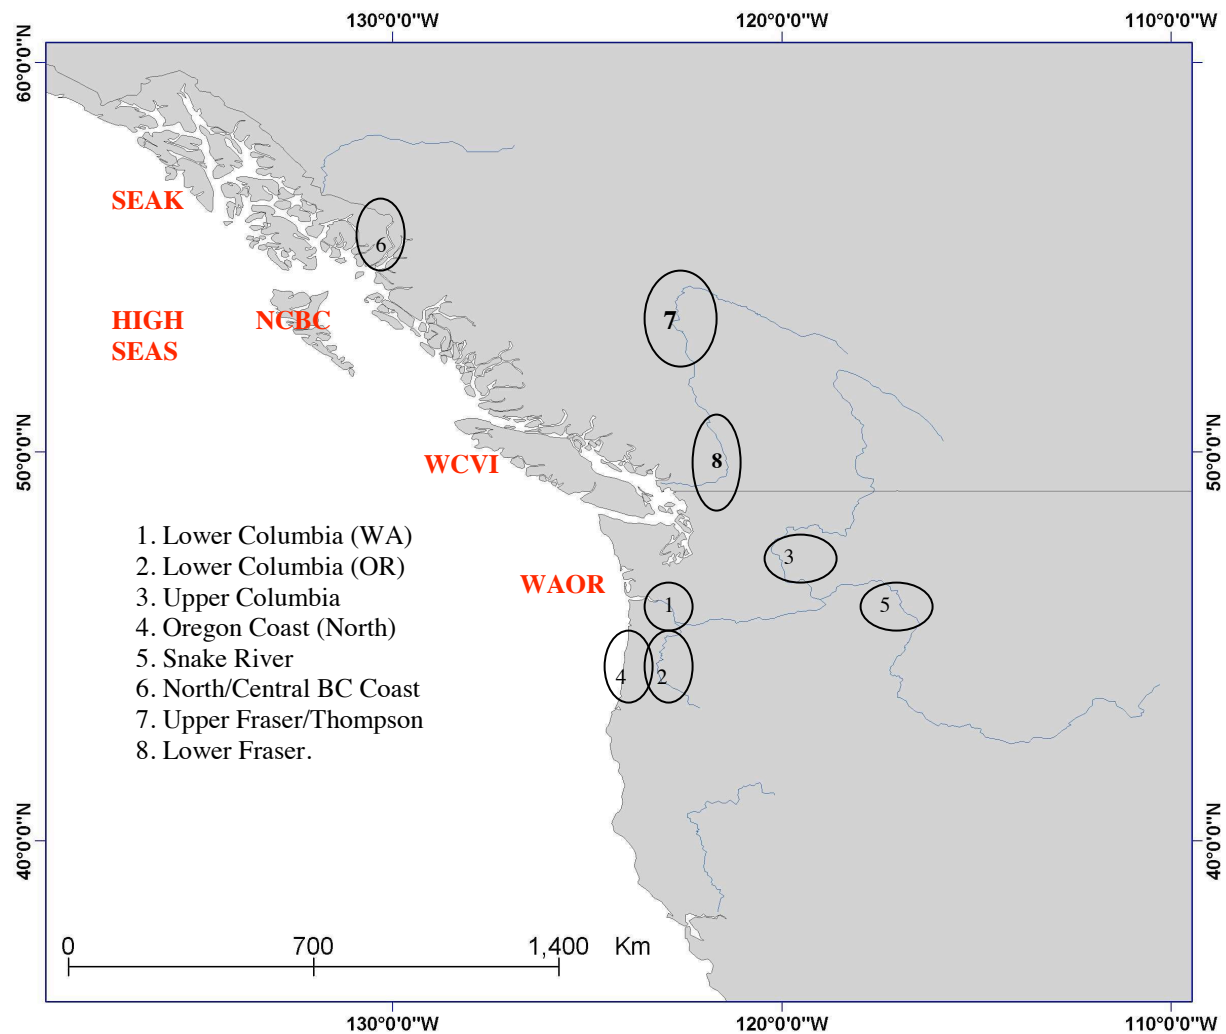 130°0'0"W 120°0'0"W 110°0'0"W
60°0'0"N
SEAK
6
HIGH
SEAS
NCBC
7
50°0'0"N
50°0'0"N
WCVI
8
1. Lower Columbia (WA)
2. Lower Columbia (OR)
3. Upper Columbia
4. Oregon Coast (North)
5. Snake River
6. North/Central BC Coast
7. Upper Fraser/Thompson
8. Lower Fraser.
3
WAOR
1
5
4
2
40°0'0"N
40°0'0"N
0 700 1,400 Km
130°0'0"W 120°0'0"W 110°0'0"W